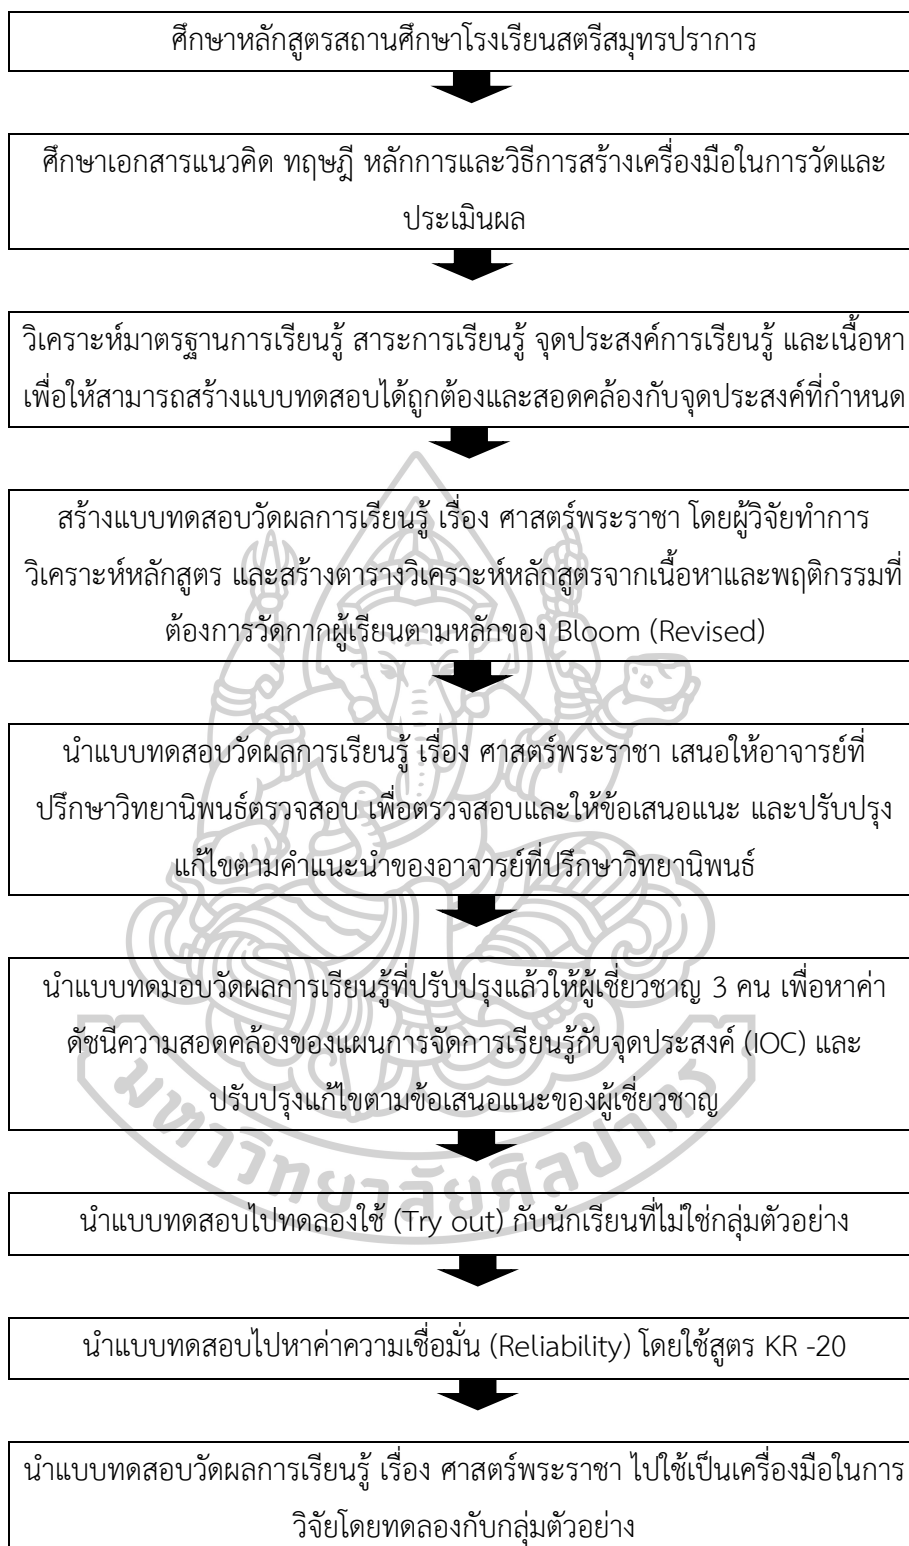 ศึกษาหลักสูตรสถานศึกษาโรงเรียนสตรีสมุทรปราการ
ศึกษาเอกสารแนวคิด ทฤษฎี หลักการและวิธีการสร้างเครื่องมือในการวัดและ
ประเมินผล
วิเคราะห์มาตรฐานการเรียนรู้ สาระการเรียนรู้ จุดประสงค์การเรียนรู้ และเนื้อหา
เพื่อให้สามารถสร้างแบบทดสอบได้ถูกต้องและสอดคล้องกับจุดประสงค์ที่กำหนด
สร้างแบบทดสอบวัดผลการเรียนรู้ เรื่อง ศาสตร์พระราชา โดยผู้วิจัยทำการ
วิเคราะห์หลักสูตร และสร้างตารางวิเคราะห์หลักสูตรจากเนื้อหาและพฤติกรรมที่
ต้องการวัดกากผู้เรียนตามหลักของ Bloom (Revised)
นำแบบทดสอบวัดผลการเรียนรู้ เรื่อง ศาสตร์พระราชา เสนอให้อาจารย์ที่
ปรึกษาวิทยานิพนธ์ตรวจสอบ เพื่อตรวจสอบและให้ข้อเสนอแนะ และปรับปรุง
แก้ไขตามคำแนะนำของอาจารย์ที่ปรึกษาวิทยานิพนธ์
นำแบบทดมอบวัดผลการเรียนรู้ที่ปรับปรุงแล้วให้ผู้เชี่ยวชาญ 3 คน เพื่อหาค่า
ดัชนีความสอดคล้องของแผนการจัดการเรียนรู้กับจุดประสงค์ (IOC) และ
ปรับปรุงแก้ไขตามข้อเสนอแนะของผู้เชี่ยวชาญ
มหาวิทยาลัยศิลปากร
นำแบบทดสอบไปทดลองใช้ (Try out) กับนักเรียนที่ไม่ใช่กลุ่มตัวอย่าง
นำแบบทดสอบไปหาค่าความเชื่อมั่น (Reliability) โดยใช้สูตร KR -20
นำแบบทดสอบวัดผลการเรียนรู้ เรื่อง ศาสตร์พระราชา ไปใช้เป็นเครื่องมือในการ
วิจัยโดยทดลองกับกลุ่มตัวอย่าง